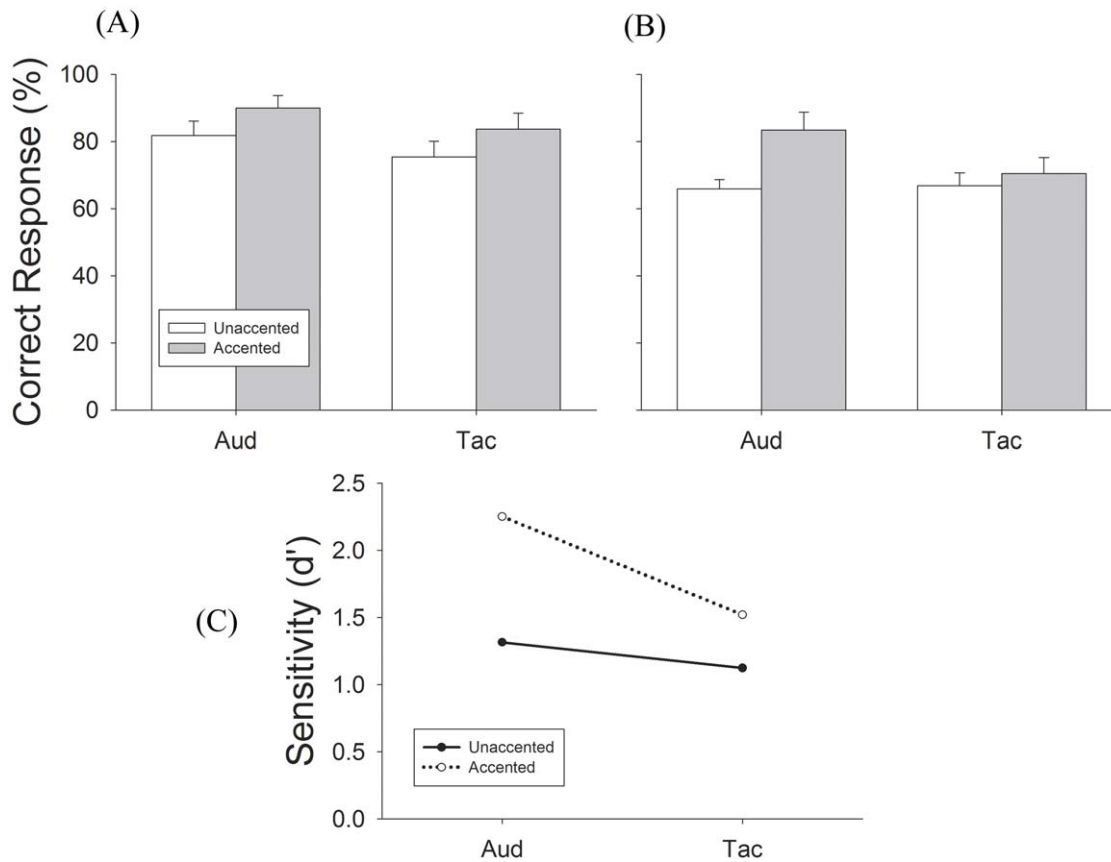 (A)
(B)
Correct Response (%)
100
80
60
40
20
0
Unaccented
Accented
Aud
Tac
Aud
Tac
(C)
Sensitivity (d')
2.5
2.0
1.5
1.0
0.5
0.0
Unaccented
Accented
Aud
Tac